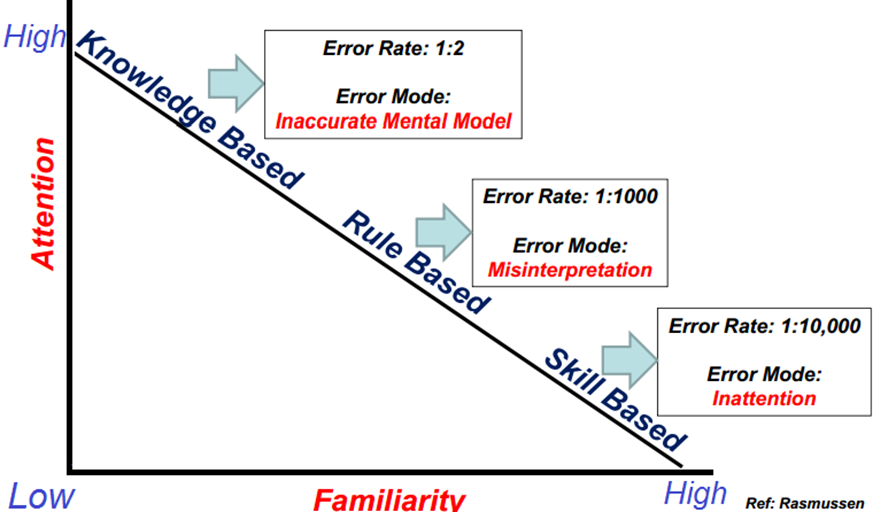 High
Knowledge Based
Error Rate: 1:2
Error Mode:
Inaccurate Mental Model
Attention
Rule Based
Error Rate: 1:1000
Error Mode:
Misinterpretation
Skill Based
Error Rate: 1:10,000
Error Mode:
Inattention
Low
Familiarity
High
Ref: Rasmussen